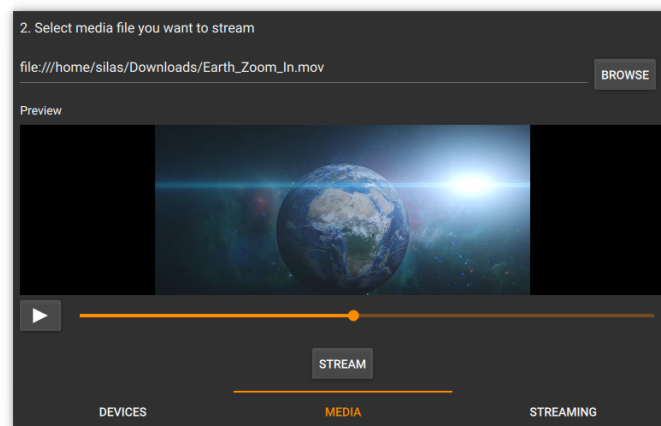 2. Select media file you want to stream
file:///home/silas/Downloads/Earth_Zoom_In.mov
BROWSE
Preview
STREAM
DEVICES MEDIA STREAMING